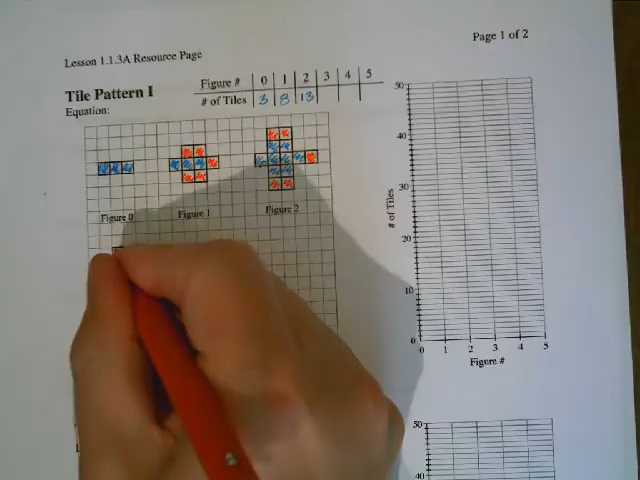 Page 1 of 2
Lesson 1.1.3A Resource Page
Tile Pattern I
Equation:
Figure # 0 1 2 3 4 5
# of Tiles 3 8 13
Figure 0 Figure 1 Figure 2
50
40
30
20
10
0
# of Tiles
0 1 2 3 4 5
Figure #
50
40